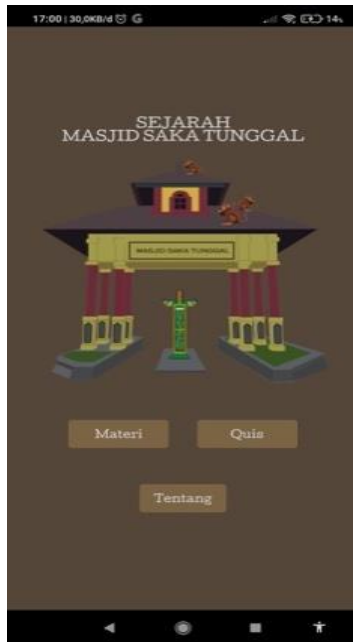 17:00 | 30,0KB/d
SEJARAH
MASJID SAKA TUNGGAL
MASJID SAKA TUNGGAL
Materi
Quis
Tentang